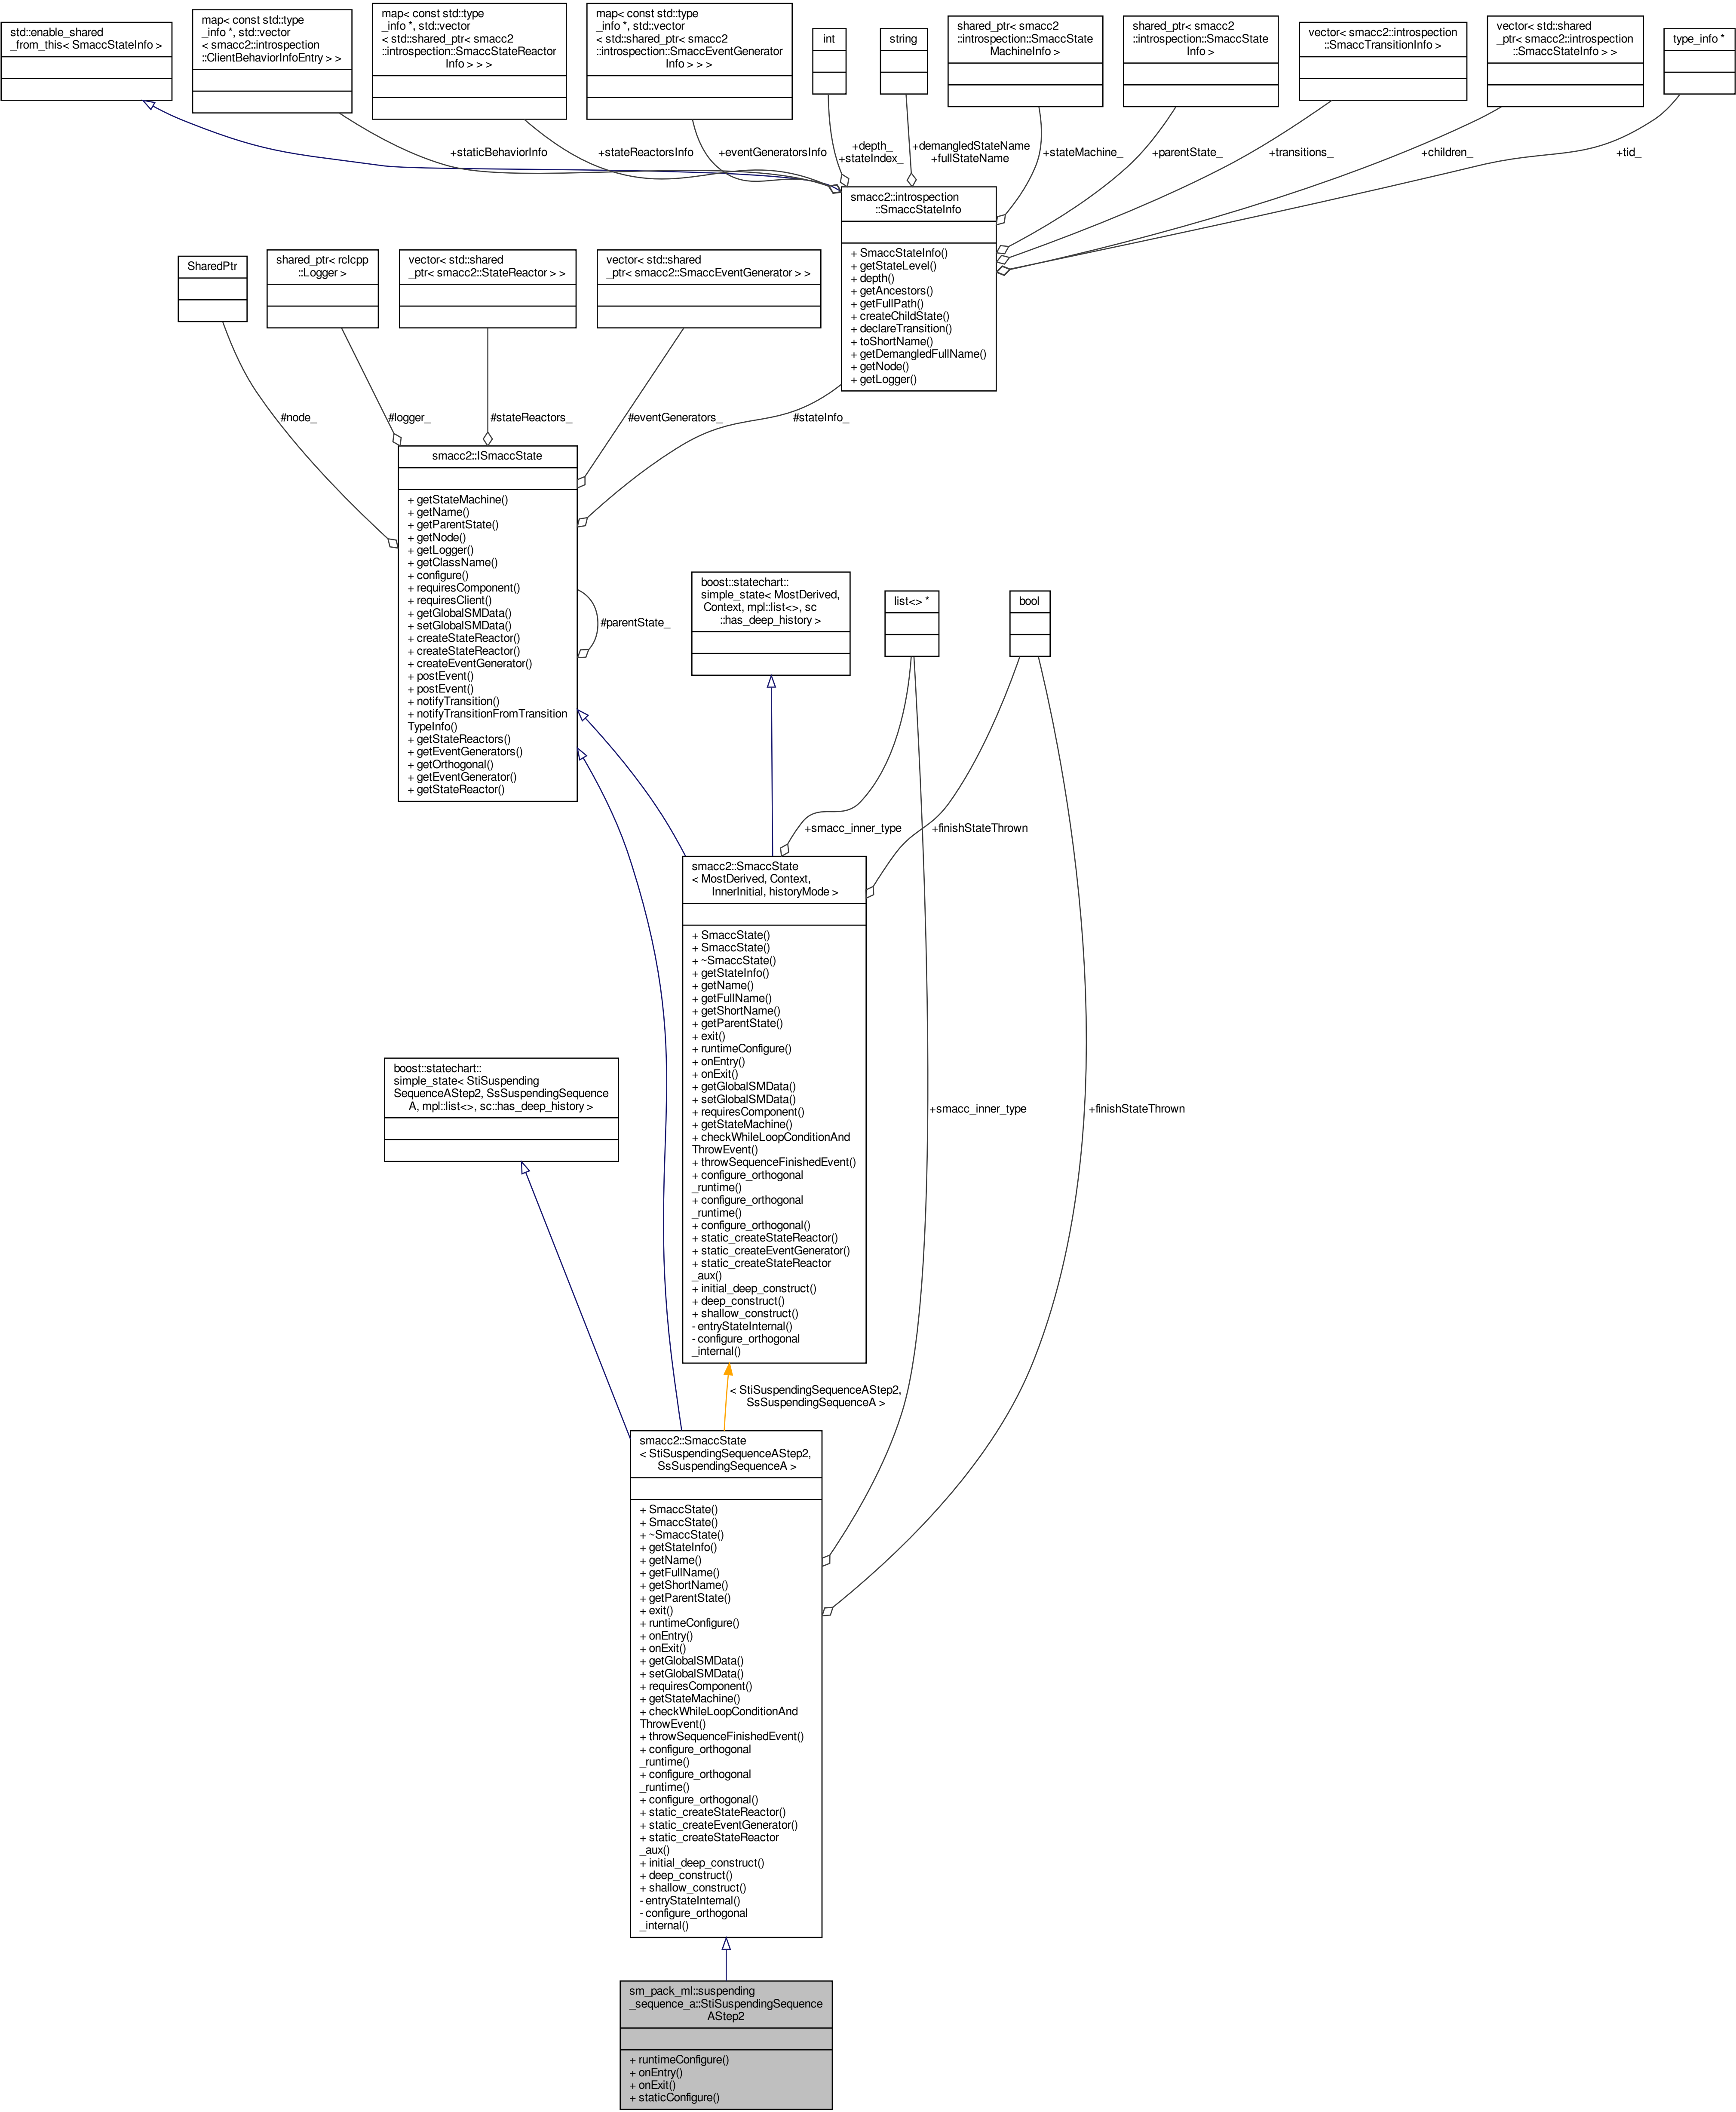 std::enable_shared
_from_this< SmaccStateInfo >
map< const std::type
_info *, std::vector
< smacc2::introspection
::ClientBehaviorInfoEntry > >
map< const std::type
_info *, std::vector
< std::shared_ptr< smacc2
::introspection::SmaccStateReactor
Info > > >
map< const std::type
_info *, std::vector
< std::shared_ptr< smacc2
::introspection::SmaccEventGenerator
Info > > >
int
string
shared_ptr< smacc2
::introspection::SmaccState
MachineInfo >
shared_ptr< smacc2
::introspection::SmaccState
Info >
vector< smacc2::introspection
::SmaccTransitionInfo >
vector< std::shared
_ptr< smacc2::introspection
::SmaccStateInfo > >
type_info *
+staticBehaviorInfo
+stateReactorsInfo
+eventGeneratorsInfo
+depth_
+stateIndex_
+demangledStateName
+fullStateName
+stateMachine_
+parentState_
+transitions_
+children_
+tid_
smacc2::introspection
::SmaccStateInfo
+ SmaccStateInfo()
+ getStateLevel()
+ depth()
+ getAncestors()
+ getFullPath()
+ createChildState()
+ declareTransition()
+ toShortName()
+ getDemangledFullName()
+ getNode()
+ getLogger()
SharedPtr
shared_ptr< rclcpp
::Logger >
vector< std::shared
_ptr< smacc2::StateReactor > >
vector< std::shared
_ptr< smacc2::SmaccEventGenerator > >
#node_
#logger_
#stateReactors_
#eventGenerators_
#stateInfo_
smacc2::ISmaccState
+ getStateMachine()
+ getName()
+ getParentState()
+ getNode()
+ getLogger()
+ getClassName()
+ configure()
+ requiresComponent()
+ requiresClient()
+ getGlobalSMData()
+ setGlobalSMData()
+ createStateReactor()
+ createStateReactor()
+ createEventGenerator()
+ postEvent()
+ postEvent()
+ notifyTransition()
+ notifyTransitionFromTransition
TypeInfo()
+ getStateReactors()
+ getEventGenerators()
+ getOrthogonal()
+ getEventGenerator()
+ getStateReactor()
#parentState_
boost::statechart::
simple_state< MostDerived,
Context, mpl::list<>, sc
::has_deep_history >
list<> *
bool
+smacc_inner_type
+finishStateThrown
smacc2::SmaccState
< MostDerived, Context,
InnerInitial, historyMode >
+ SmaccState()
+ SmaccState()
+ ~SmaccState()
+ getStateInfo()
+ getName()
+ getFullName()
+ getShortName()
+ getParentState()
+ exit()
+ runtimeConfigure()
+ onEntry()
+ onExit()
+ getGlobalSMData()
+ setGlobalSMData()
+ requiresComponent()
+ getStateMachine()
+ checkWhileLoopConditionAnd
ThrowEvent()
+ throwSequenceFinishedEvent()
+ configure_orthogonal
_runtime()
+ configure_orthogonal
_runtime()
+ configure_orthogonal()
+ static_createStateReactor()
+ static_createEventGenerator()
+ static_createStateReactor
_aux()
+ initial_deep_construct()
+ deep_construct()
+ shallow_construct()
- entryStateInternal()
- configure_orthogonal
_internal()
boost::statechart::
simple_state< StiSuspending
SequenceAStep2, SsSuspendingSequence
A, mpl::list<>, sc::has_deep_history >
+smacc_inner_type
+finishStateThrown
< StiSuspendingSequenceAStep2,
SsSuspendingSequenceA >
smacc2::SmaccState
< StiSuspendingSequenceAStep2,
SsSuspendingSequenceA >
+ SmaccState()
+ SmaccState()
+ ~SmaccState()
+ getStateInfo()
+ getName()
+ getFullName()
+ getShortName()
+ getParentState()
+ exit()
+ runtimeConfigure()
+ onEntry()
+ onExit()
+ getGlobalSMData()
+ setGlobalSMData()
+ requiresComponent()
+ getStateMachine()
+ checkWhileLoopConditionAnd
ThrowEvent()
+ throwSequenceFinishedEvent()
+ configure_orthogonal
_runtime()
+ configure_orthogonal
_runtime()
+ configure_orthogonal()
+ static_createStateReactor()
+ static_createEventGenerator()
+ static_createStateReactor
_aux()
+ initial_deep_construct()
+ deep_construct()
+ shallow_construct()
- entryStateInternal()
- configure_orthogonal
_internal()
sm_pack_ml::suspending
_sequence_a::StiSuspendingSequence
AStep2
+ runtimeConfigure()
+ onEntry()
+ onExit()
+ staticConfigure()